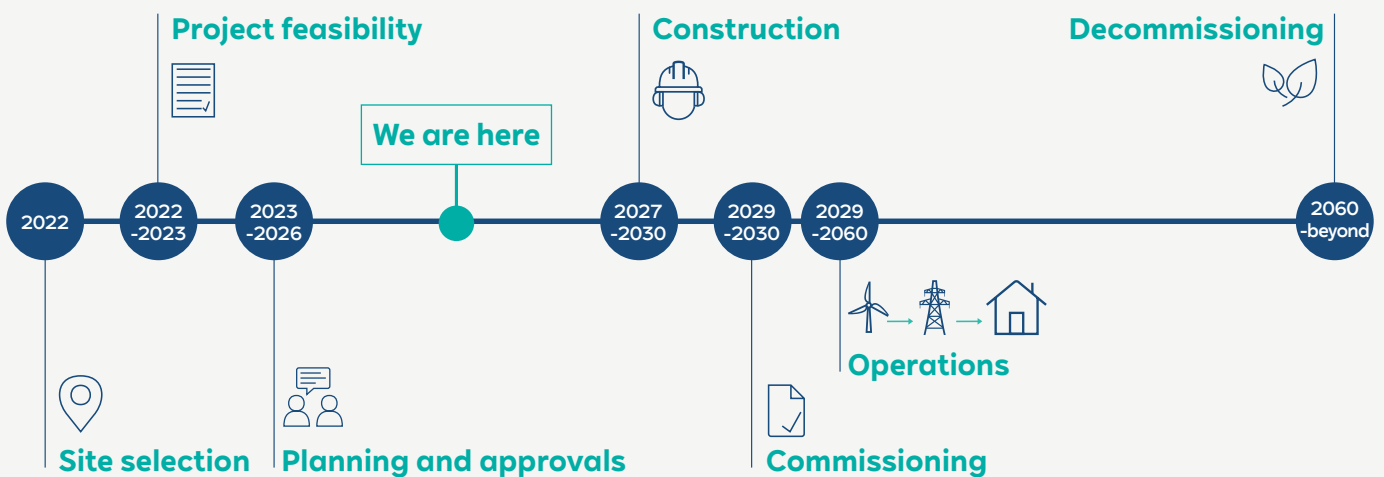 Project feasibility
Construction
Decommissioning
We are here
2022
2022
-2023
2023
-2026
2027
-2030
2029
-2030
2029
-2060
2060
-beyond
Operations
Site selection
Planning and approvals
Commissioning